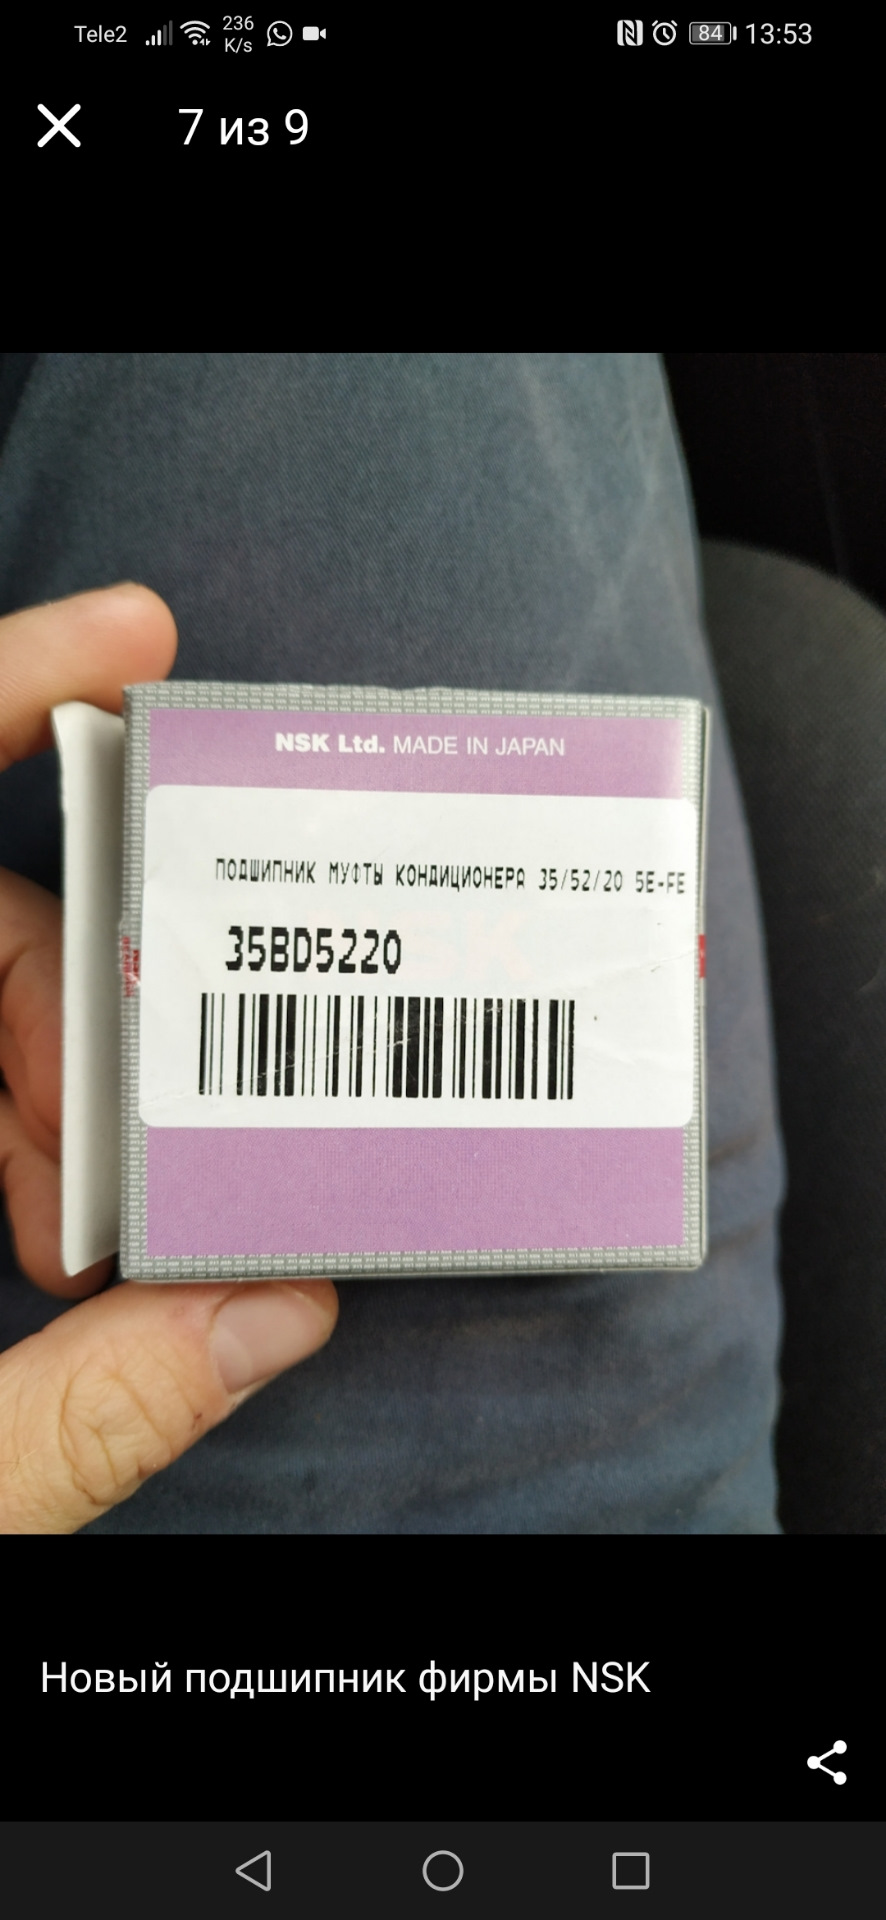 Tele2 236 K/s 84 13:53
7 из 9
NSK Ltd. MADE IN JAPAN
ПОДШИПНИК МУФТЫ КОНДИЦИОНЕРА 35/52/20 5E-FE
35BD5220
Новый подшипник фирмы NSK